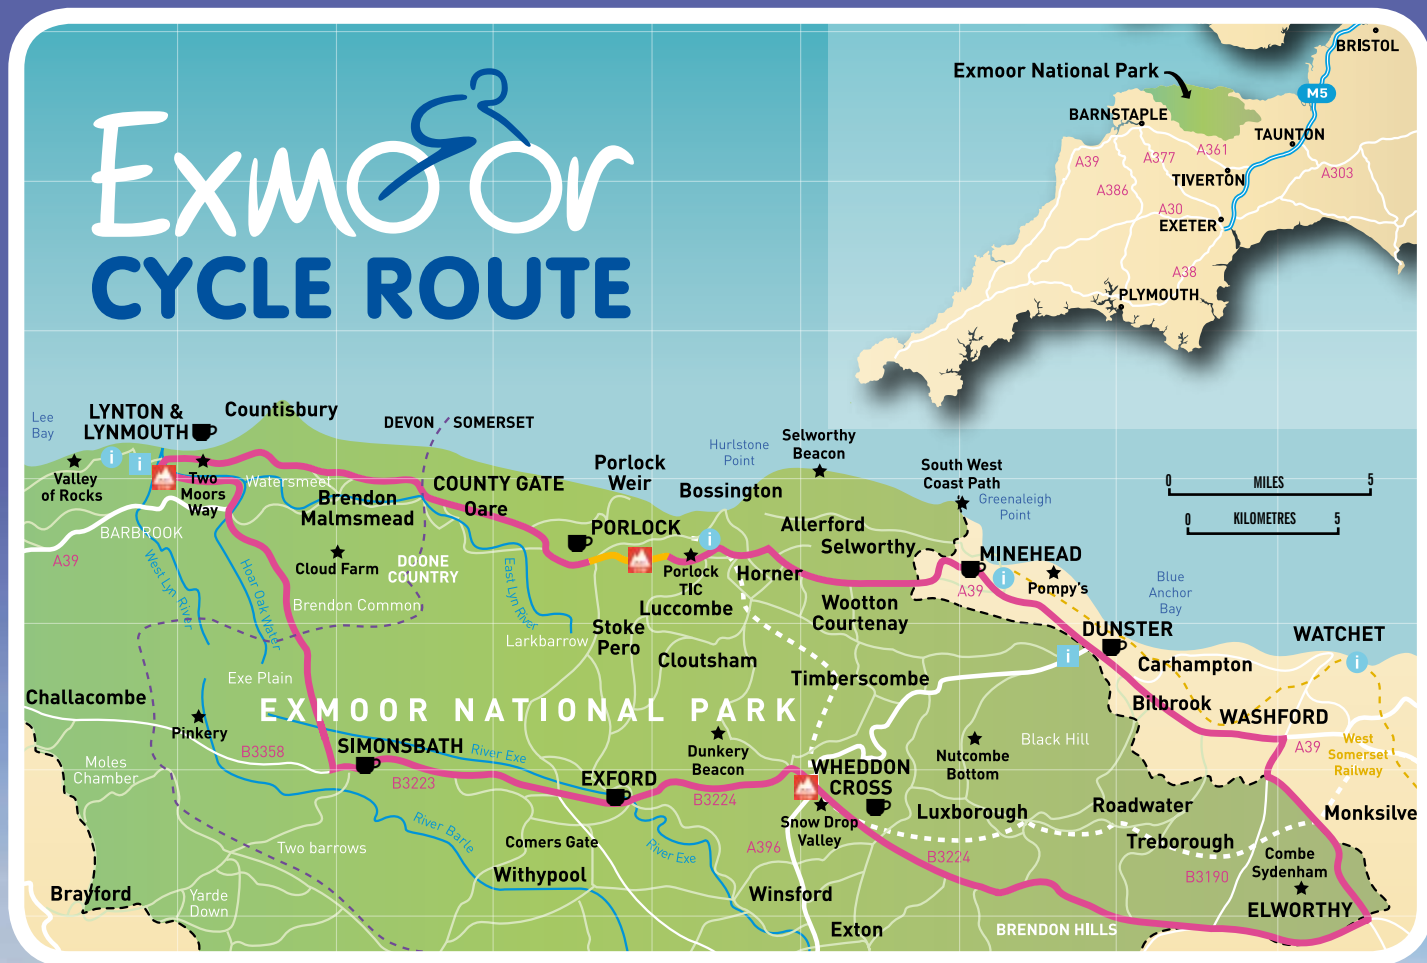 Exmoor
CYCLE ROUTE
Exmoor National Park
BRISTOL
M5
BARNSTAPLE
TAUNTON
A39
A377
A361
A303
A386
TIVERTON
A30
EXETER
A38
PLYMOUTH
Lee
Bay
LYNTON &
LYNMOUTH
Countisbury
DEVON
SOMERSET
Valley
of Rocks
Two
Moors
Way
Watersmeet
Brendon
Malmsmead
COUNTY GATE
Oare
Porlock
Weir
Hurlstone
Point
Selworthy
Beacon
Bossington
South West
Coast Path
Greenaleigh
Point
0
MILES
5
0
KILOMETRES
5
BARBROOK
A39
PORLOCK
Allerford
Selworthy
MINEHEAD
Cloud Farm
DOONE
COUNTRY
Porlock
TIC
Horner
Luccombe
A39
Pompy's
Blue
Anchor
Bay
West Lyn River
Hoar Oak Water
East Lyn River
Brendon Common
Wootton
Courtenay
Stoke
Pero
Larkbarrow
DUNSTER
WATCHET
Cloutsham
Carhampton
Exe Plain
Timberscombe
Challacombe
EXMOOR NATIONAL PARK
Bilbrook
WASHFORD
Pinkery
B3358
SIMONSBATH
River Exe
Dunkery
Beacon
Nutcombe
Bottom
Black Hill
A39
West
Somerset
Railway
Moles
Chamber
B3223
EXFORD
B3224
WHEDDON
CROSS
Luxborough
Roadwater
Monksilve
River Barle
Snow Drop
Valley
Two barrows
Comers Gate
River Exe
A396
B3224
Treborough
B3190
Combe
Sydenham
Brayford
Yarde
Down
Withypool
Winsford
ELWORTHY
Exton
BRENDON HILLS